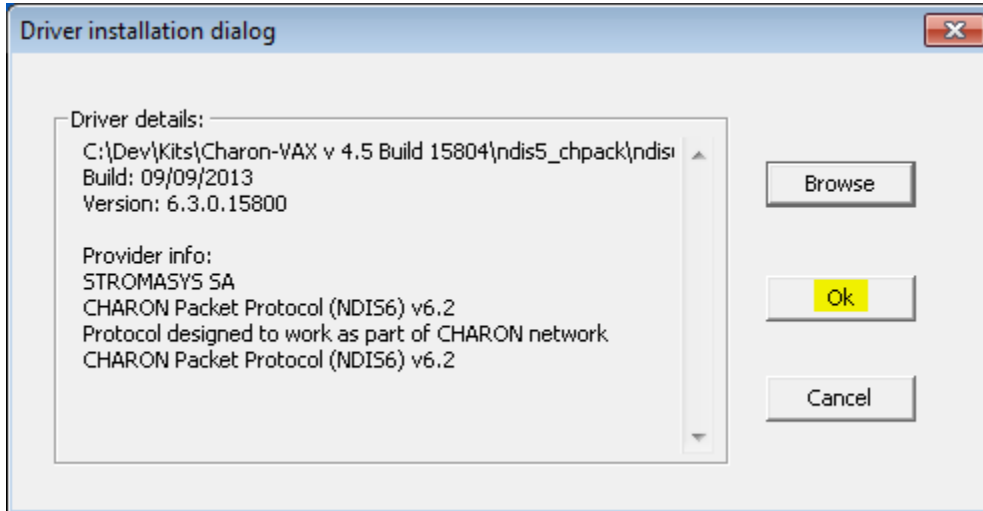 Driver installation dialog
Driver details:
C:\Dev\Kits\Charon-VAX v 4.5 Build 15804\ndis5_chpack\ndis
Build: 09/09/2013
Version: 6.3.0.15800
Provider info:
STROMASYS SA
CHARON Packet Protocol (NDIS6) v6.2
Protocol designed to work as part of CHARON network
CHARON Packet Protocol (NDIS6) v6.2
Browse
Ok
Cancel